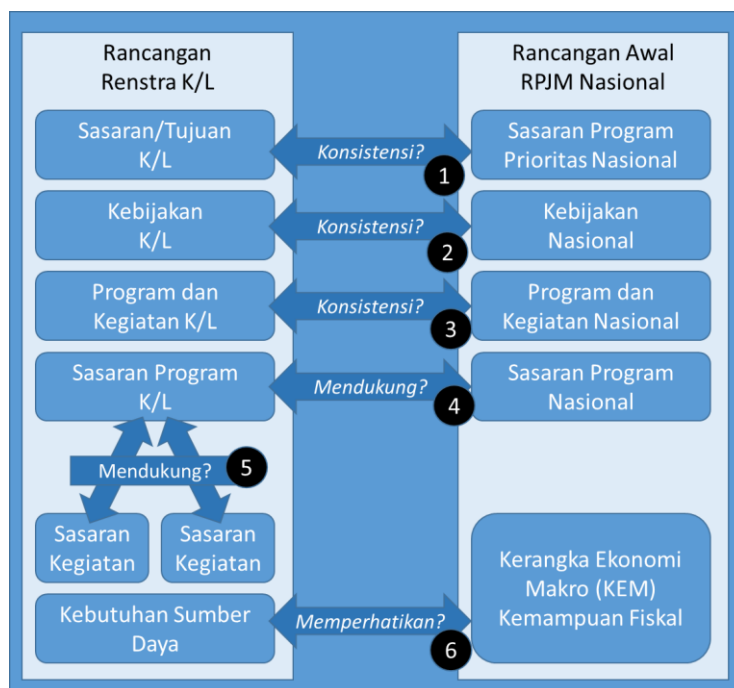 Rancangan
Renstra K/L
Rancangan Awal
RPJM Nasional
Sasaran/Tujuan
K/L
Konsistensi?
1
Sasaran Program
Prioritas Nasional
Kebijakan
K/L
Konsistensi?
2
Kebijakan
Nasional
Program dan
Kegiatan K/L
Konsistensi?
3
Program dan
Kegiatan Nasional
Sasaran Program
K/L
Mendukung?
4
Sasaran Program
Nasional
Mendukung?
5
Sasaran
Kegiatan
Sasaran
Kegiatan
Kebutuhan Sumber
Daya
Memperhatikan?
6
Kerangka Ekonomi
Makro (KEM)
Kemampuan Fiskal